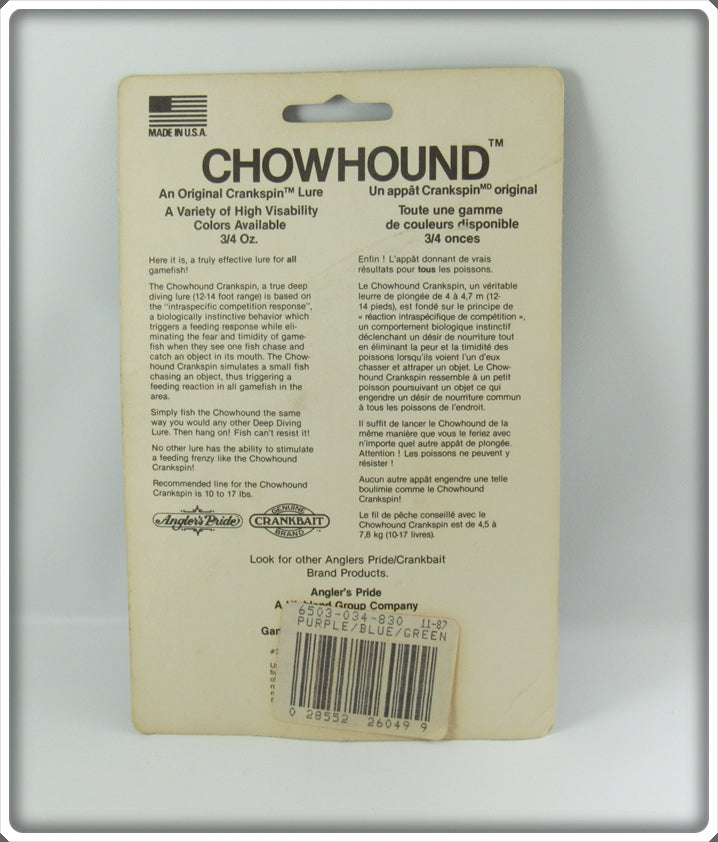 MADE IN U.S.A.
CHOWHOUND™
An Original Crankspin™ Lure
A Variety of High Visability
Colors Available
3/4 Oz.
Here it is, a truly effective lure for all
gamefish!
The Chowhound Crankspin, a true deep
diving lure (12-14 foot range) is based on
the "intraspecific competition response",
a biologically instinctive behavior which
triggers a feeding response while eli-
minating the fear and timidity of game-
fish when they see one fish chase and
catch an object in its mouth. The Chow-
hound Crankspin simulates a small fish
chasing an object, thus triggering a
feeding reaction in all gamefish in the
area.
Simply fish the Chowhound the same
way you would any other Deep Diving
Lure. Then hang on! Fish can't resist it!
No other lure has the ability to stimulate
a feeding frenzy like the Chowhound
Crankspin!
Recommended line for the Chowhound
Crankspin is 10 to 17 lbs.
Angler's Pride
GENUINE
CRANKBAIT
BRAND
Un appât Crankspin MD original
Toute une gamme
de couleurs disponible
3/4 onces
Enfin ! L'appât donnant de vrais
résultats pour tous les poissons.
Le Chowhound Crankspin, un véritable
leurre de plongée de 4 à 4,7 m (12-
14 pieds), est fondé sur le principe de
« réaction intraspécifique de compétition »,
un comportement biologique instinctif
déclenchant un désir de nourriture tout
en éliminant la peur et la timidité des
poissons lorsqu'ils voient l'un d'eux
chasser et attraper un objet. Le Chow-
hound Crankspin ressemble à un petit
poisson poursuivant un objet ce qui
engendre un désir de nourriture commun
à tous les poissons de l'endroit.
Il suffit de lancer le Chowhound de la
même manière que vous le feriez avec
n'importe quel autre appât de plongée.
Attention ! Les poissons ne peuvent y
résister !
Aucun autre appât engendre une telle
boulimie comme le Chowhound
Crankspin!
Le fil de pêche conseillé avec le
Chowhound Crankspin est de 4,5 à
7,8 kg (10-17 livres).
Look for other Anglers Pride/Crankbait
Brand Products.
Angler's Pride
A Group Company
6503-034-830 11-87
PURPLE/BLUE/GREEN
0 28552 26049 9